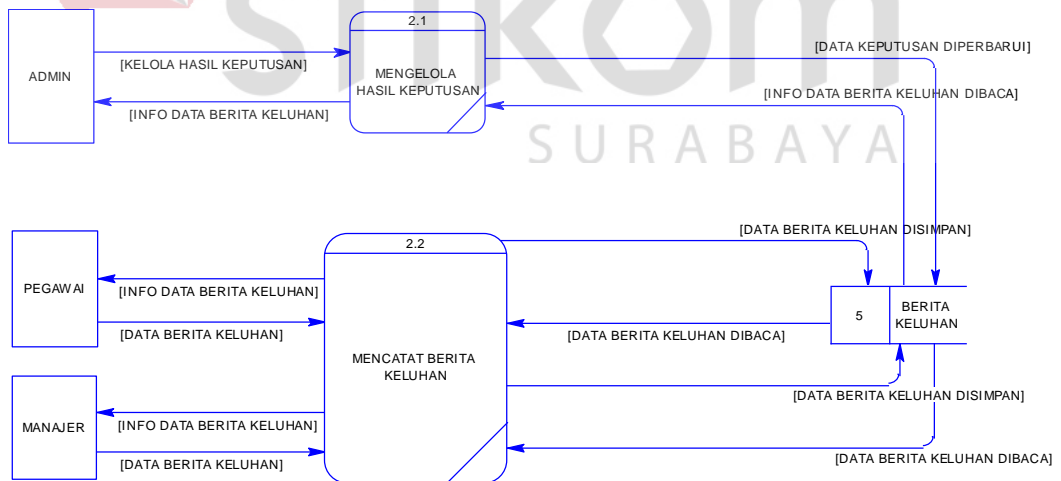 stikom
SURABAYA
2.1
[DATA KEPUTUSAN DIPERBARUI]
[KELOLA HASIL KEPUTUSAN]
ADMIN
MENGELOLA
HASIL KEPUTUSAN
[INFO DATA BERITA KELUHAN DIBACA]
[INFO DATA BERITA KELUHAN]
2.2
[DATA BERITA KELUHAN DISIMPAN]
PEGAWAI
[INFO DATA BERITA KELUHAN]
5
BERITA
KELUHAN
[DATA BERITA KELUHAN]
[DATA BERITA KELUHAN DIBACA]
MENCATAT BERITA
KELUHAN
[DATA BERITA KELUHAN DISIMPAN]
MANAJER
[INFO DATA BERITA KELUHAN]
[DATA BERITA KELUHAN]
[DATA BERITA KELUHAN DIBACA]